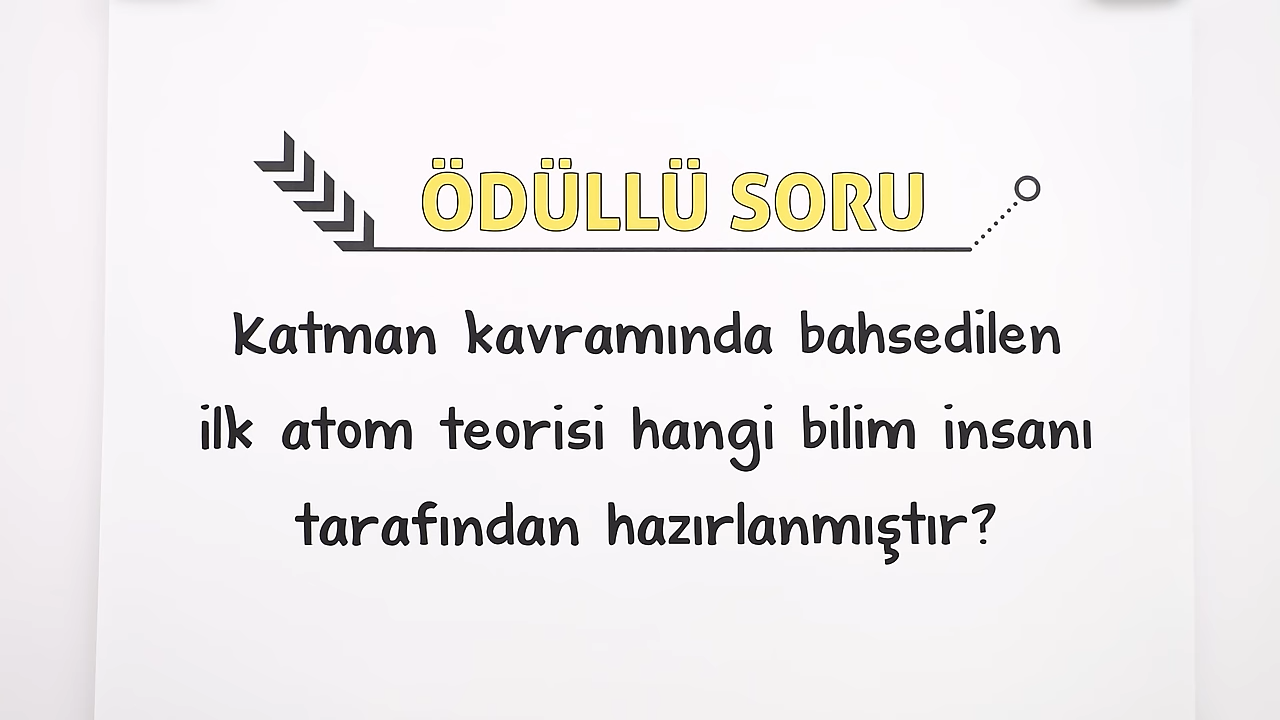 ÖDÜLLÜ SORU
Katman kavramında bahsedilen
ilk atom teorisi hangi bilim insanı
tarafından hazırlanmıştır?